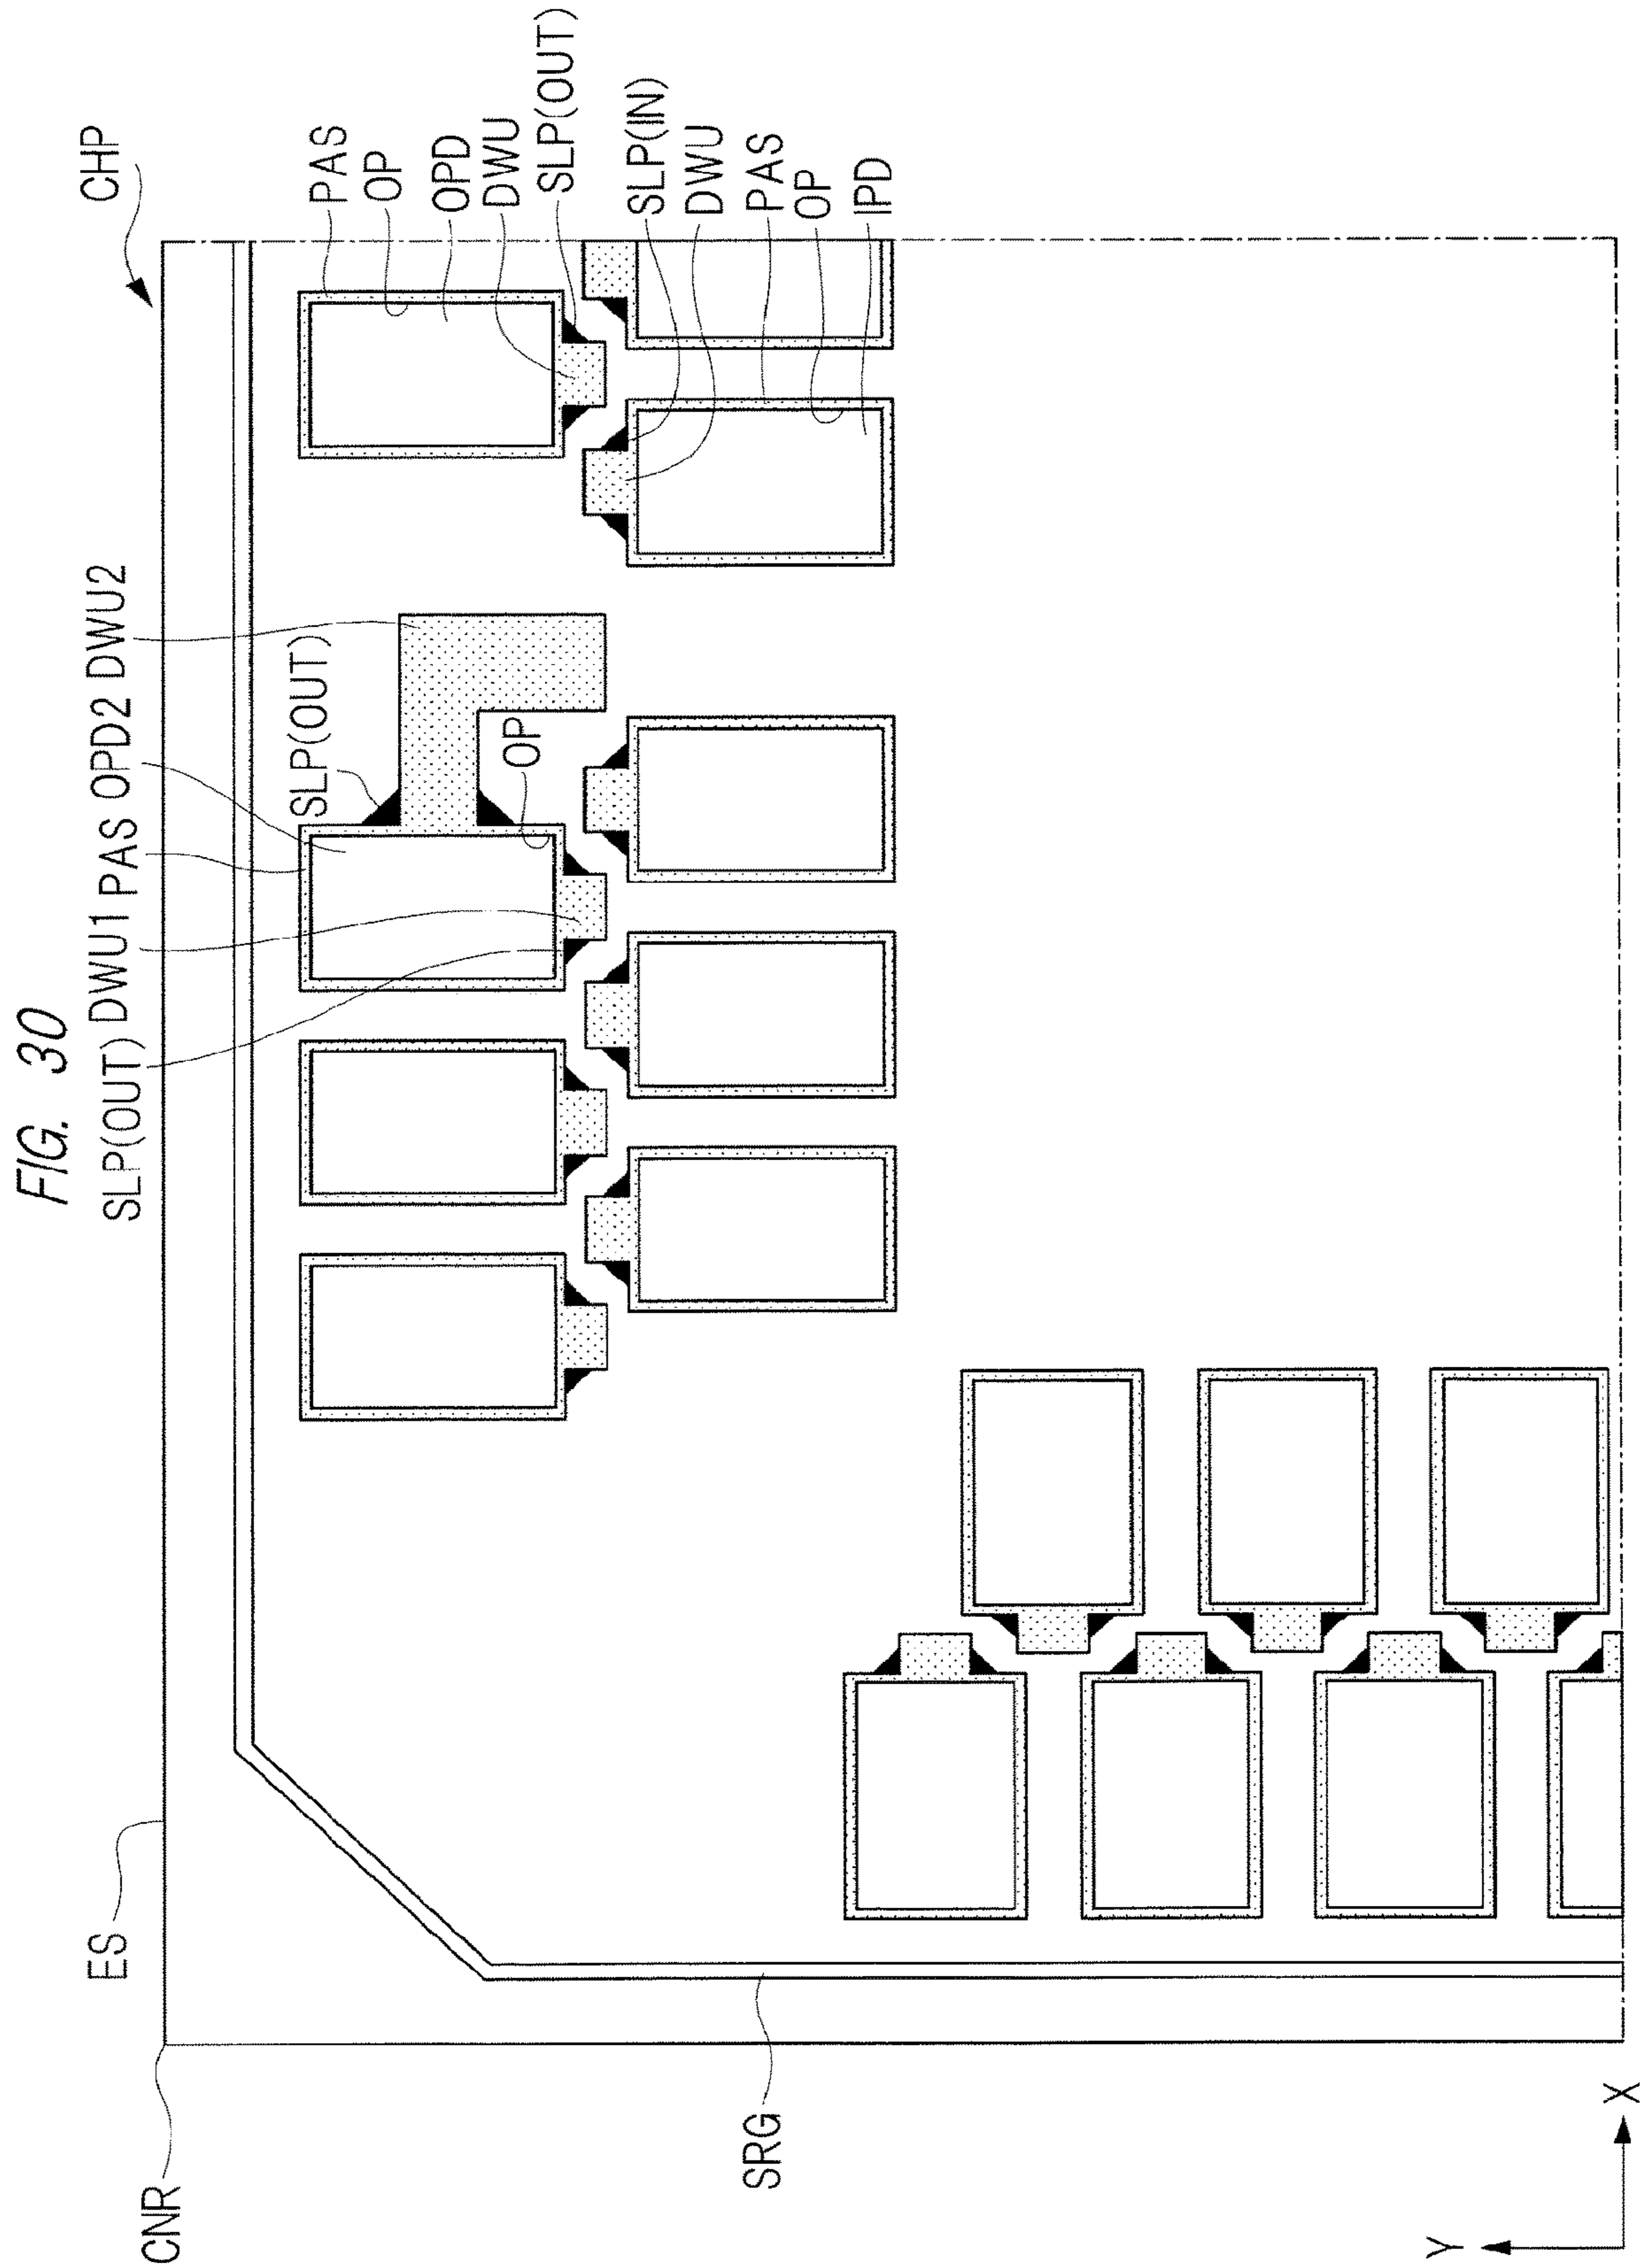 FIG. 30
SLP(OUT) DWU1 PAS OPD2 DWU2
SLP(OUT)
OP
CHP
PAS
OP
OPD
DWU
SLP(OUT)
SLP(IN)
DWU
PAS
OP
IPD
ES
CNR
SRG
Y
X